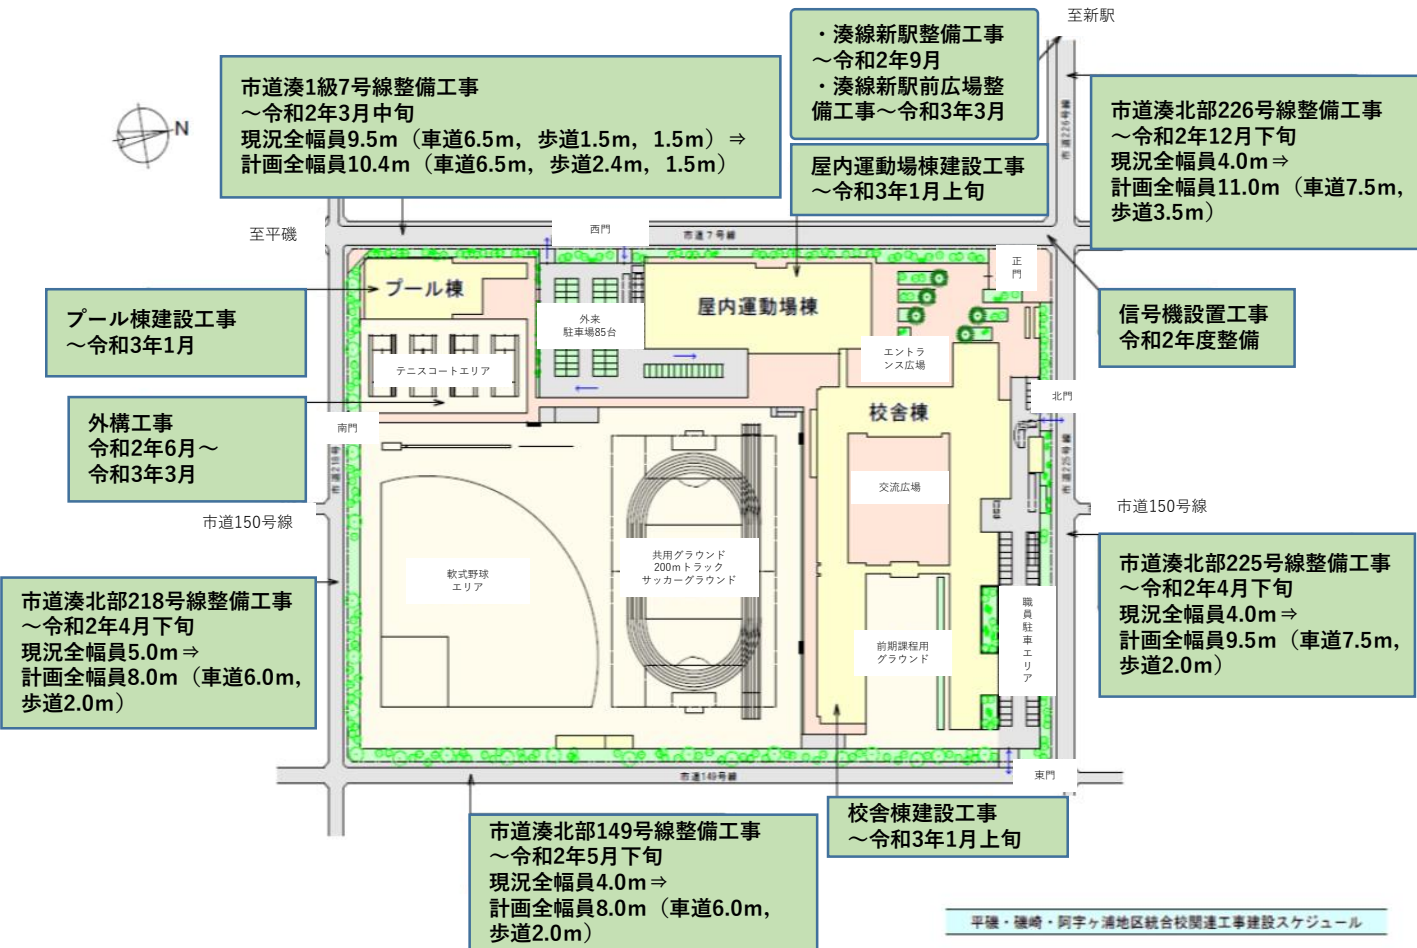 至新駅
・湊線新駅整備工事
～令和2年9月
・湊線新駅前広場整
備工事～令和3年3月
市道湊1級7号線整備工事
～令和2年3月中旬
現況全幅員9.5m（車道6.5m，歩道1.5m，1.5m）⇒
計画全幅員10.4m（車道6.5m，歩道2.4m，1.5m）
市道226号線
市道湊北部226号線整備工事
～令和2年12月下旬
現況全幅員4.0m⇒
計画全幅員11.0m（車道7.5m，
歩道3.5m）
N
屋内運動場棟建設工事
～令和3年1月上旬
至平磯
西門
市道7号線
正
門
プール棟
屋内運動場棟
プール棟建設工事
～令和3年1月
外来
駐車場85台
信号機設置工事
令和2年度整備
エントラ
ンス広場
テニスコートエリア
北門
外構工事
令和2年6月～
令和3年3月
校舎棟
南門
市道218号
市道225号線
交流広場
市道150号線
市道150号線
共用グラウンド
200mトラック
サッカーグラウンド
軟式野球
エリア
市道湊北部225号線整備工事
～令和2年4月下旬
現況全幅員4.0m⇒
計画全幅員9.5m（車道7.5m，
歩道2.0m）
市道湊北部218号線整備工事
～令和2年4月下旬
現況全幅員5.0m⇒
計画全幅員8.0m（車道6.0m，
歩道2.0m）
職員駐車エリア
前期課程用
グラウンド
市道149号線
東門
校舎棟建設工事
～令和3年1月上旬
市道湊北部149号線整備工事
～令和2年5月下旬
現況全幅員4.0m⇒
計画全幅員8.0m（車道6.0m，
歩道2.0m）
平磯・磯崎・阿字ヶ浦地区統合校関連工事建設スケジュール